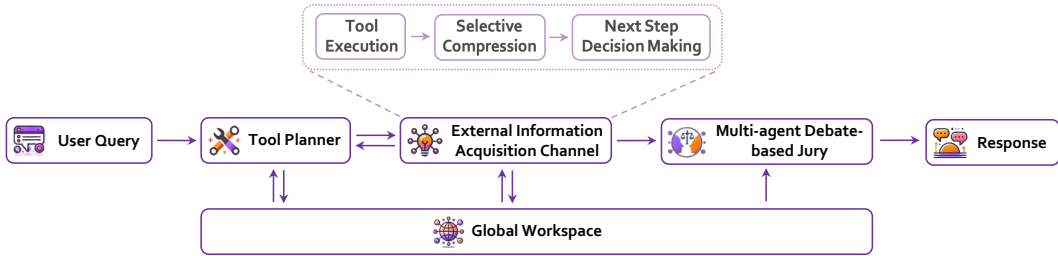 Tool
Execution
Selective
Compression
Next Step
Decision Making
User Query
Tool Planner
External Information
Acquisition Channel
Multi-agent Debate-
based Jury
Response
Global Workspace